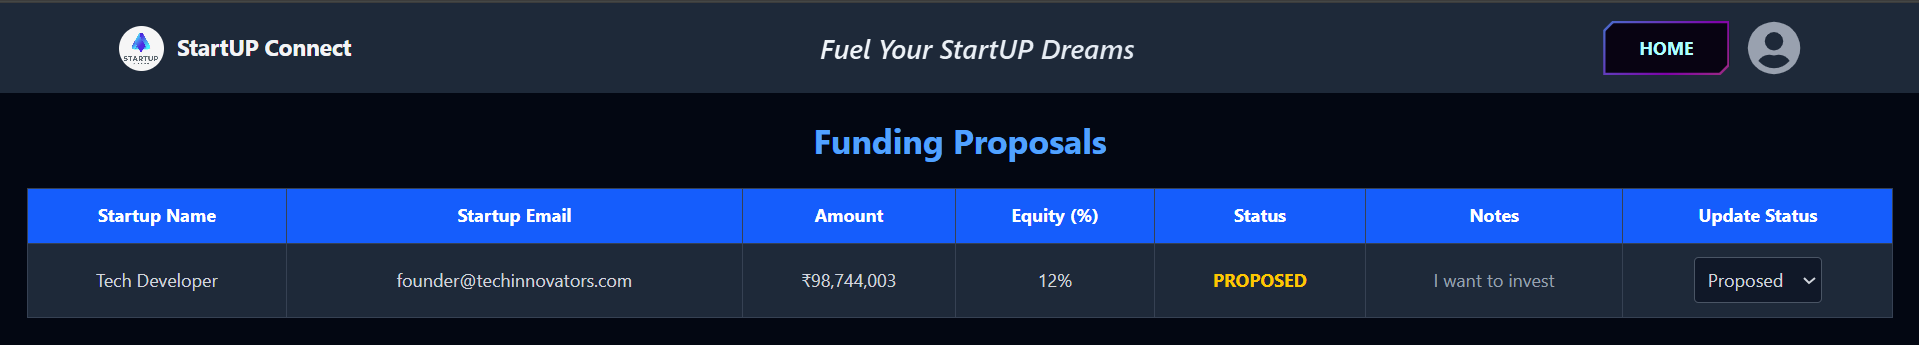 STARTUP
StartUP Connect
Fuel Your StartUP Dreams
HOME
Funding Proposals
Startup Name Startup Email Amount Equity (%) Status Notes Update Status
Tech Developer founder@techinnovators.com ₹98,744,003 12% PROPOSED I want to invest Proposed